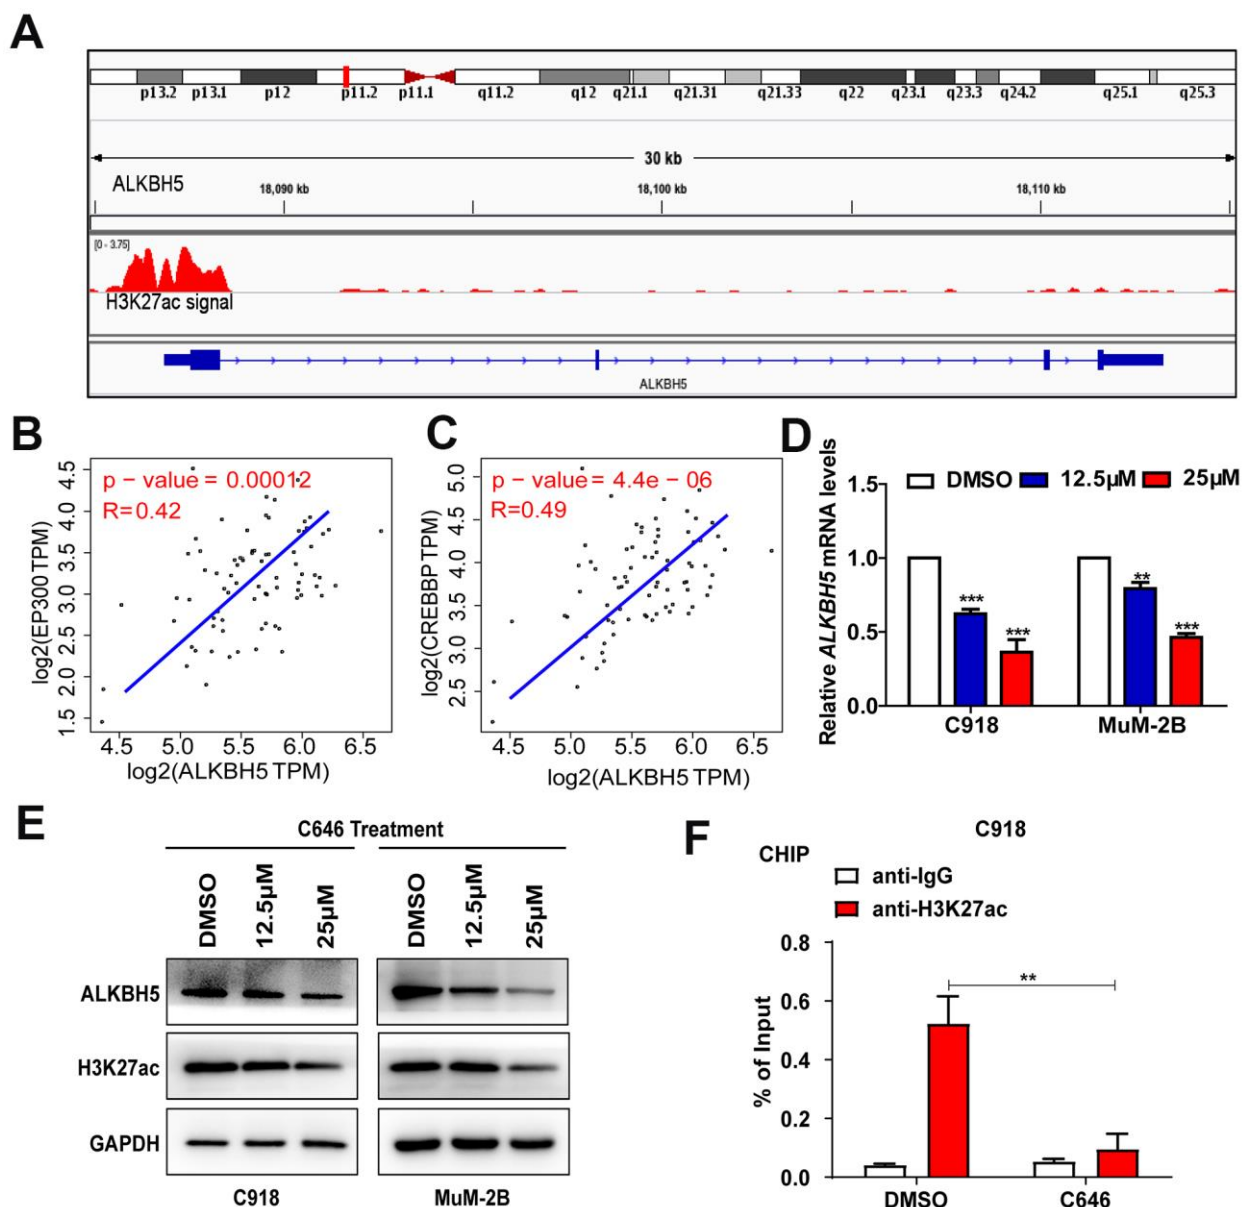 A
p13.2 p13.1 p12 p11.2 p11.1 q11.2 q12 q21.1 q21.31 q21.33 q22 q23.1 q23.3 q24.2 q25.1 q25.3
30 kb
ALKBH5
18,090 kb 18,100 kb 18,110 kb
[0 - 3.75]
H3K27ac signal
ALKBH5
B
p − value = 0.00012
R=0.42
log2(EP300 TPM)
4.5
4.0
3.5
3.0
2.5
2.0
1.5
4.5 5.0 5.5 6.0 6.5
log2(ALKBH5 TPM)
C
p − value = 4.4e − 06
R=0.49
log2(CREBBP TPM)
5.0
4.5
4.0
3.5
3.0
2.5
4.5 5.0 5.5 6.0 6.5
log2(ALKBH5 TPM)
D
DMSO 12.5μM 25μM
Relative ALKBH5 mRNA levels
1.5
1.0
0.5
0.0
*** *** ** ***
C918 MuM-2B
E
C646 Treatment
DMSO 12.5μM 25μM DMSO 12.5μM 25μM
ALKBH5
H3K27ac
GAPDH
C918 MuM-2B
F
C918
CHIP
anti-IgG
anti-H3K27ac
% of Input
0.8
0.6
0.4
0.2
0.0
**
DMSO C646